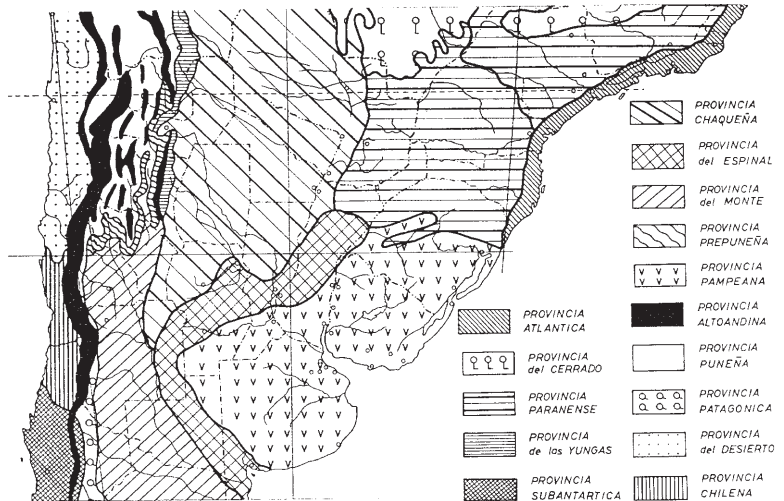 PROVINCIA
CHAQUEÑA
PROVINCIA
del ESPINAL
PROVINCIA
del MONTE
PROVINCIA
PREPUNEÑA
PROVINCIA
PAMPEANA
PROVINCIA
ALTOANDINA
PROVINCIA
PUNEÑA
PROVINCIA
PATAGONICA
PROVINCIA
del DESIERTO
PROVINCIA
CHILENA
PROVINCIA
ATLANTICA
PROVINCIA
del CERRADO
PROVINCIA
PARANENSE
PROVINCIA
de las YUNGAS
PROVINCIA
SUBANTARTICA